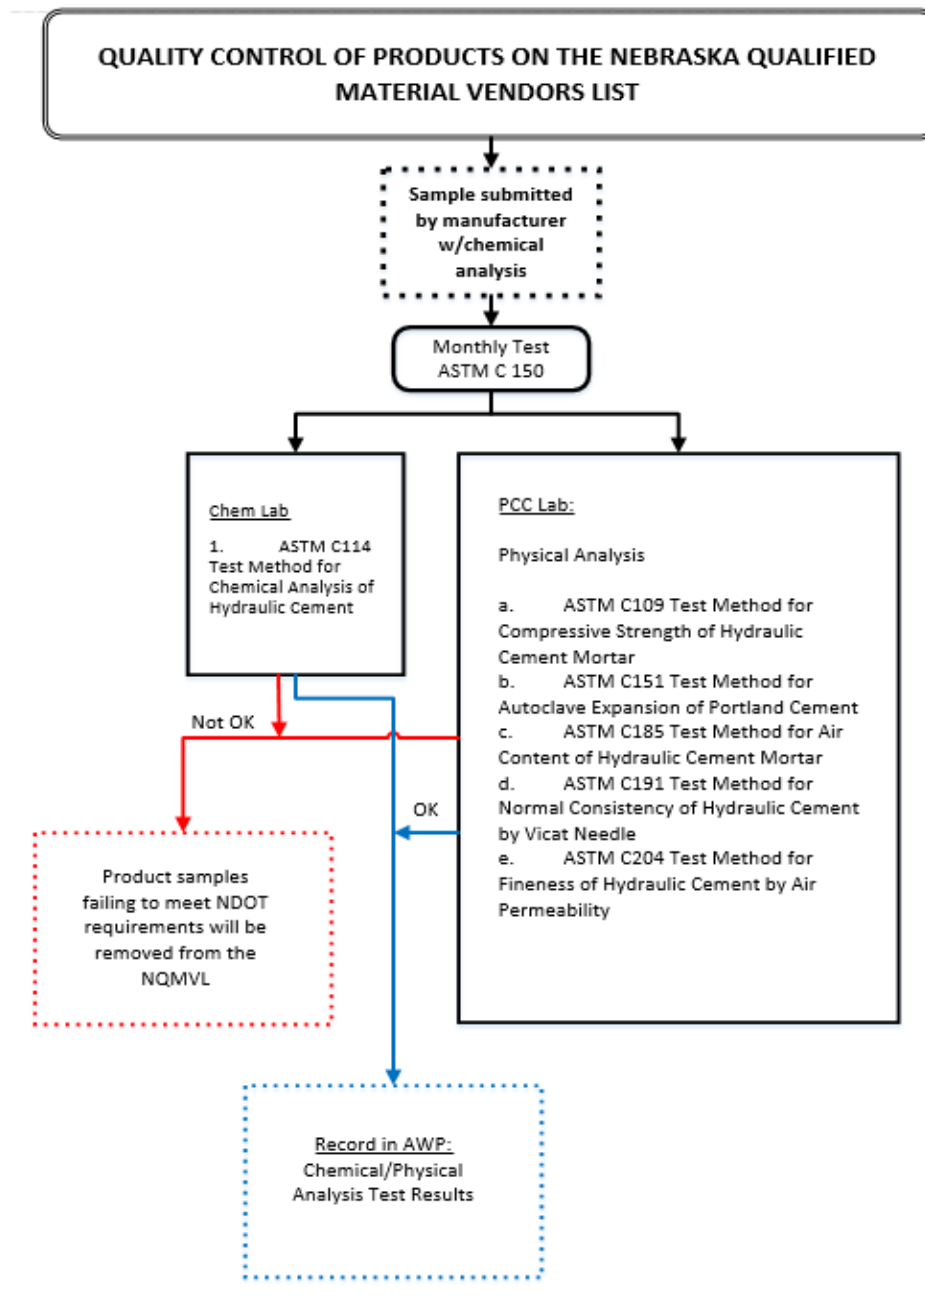 QUALITY CONTROL OF PRODUCTS ON THE NEBRASKA QUALIFIED
MATERIAL VENDORS LIST
Sample submitted
by manufacturer
w/chemical
analysis
Monthly Test
ASTM C 150
Chem Lab
1. ASTM C114
Test Method for
Chemical Analysis of
Hydraulic Cement
PCC Lab:
Physical Analysis
a. ASTM C109 Test Method for
Compressive Strength of Hydraulic
Cement Mortar
b. ASTM C151 Test Method for
Autoclave Expansion of Portland Cement
c. ASTM C185 Test Method for Air
Content of Hydraulic Cement Mortar
d. ASTM C191 Test Method for
Normal Consistency of Hydraulic Cement
by Vicat Needle
e. ASTM C204 Test Method for
Fineness of Hydraulic Cement by Air
Permeability
Not OK
OK
Product samples
failing to meet NDOT
requirements will be
removed from the
NQMVL
Record in AWP:
Chemical/Physical
Analysis Test Results